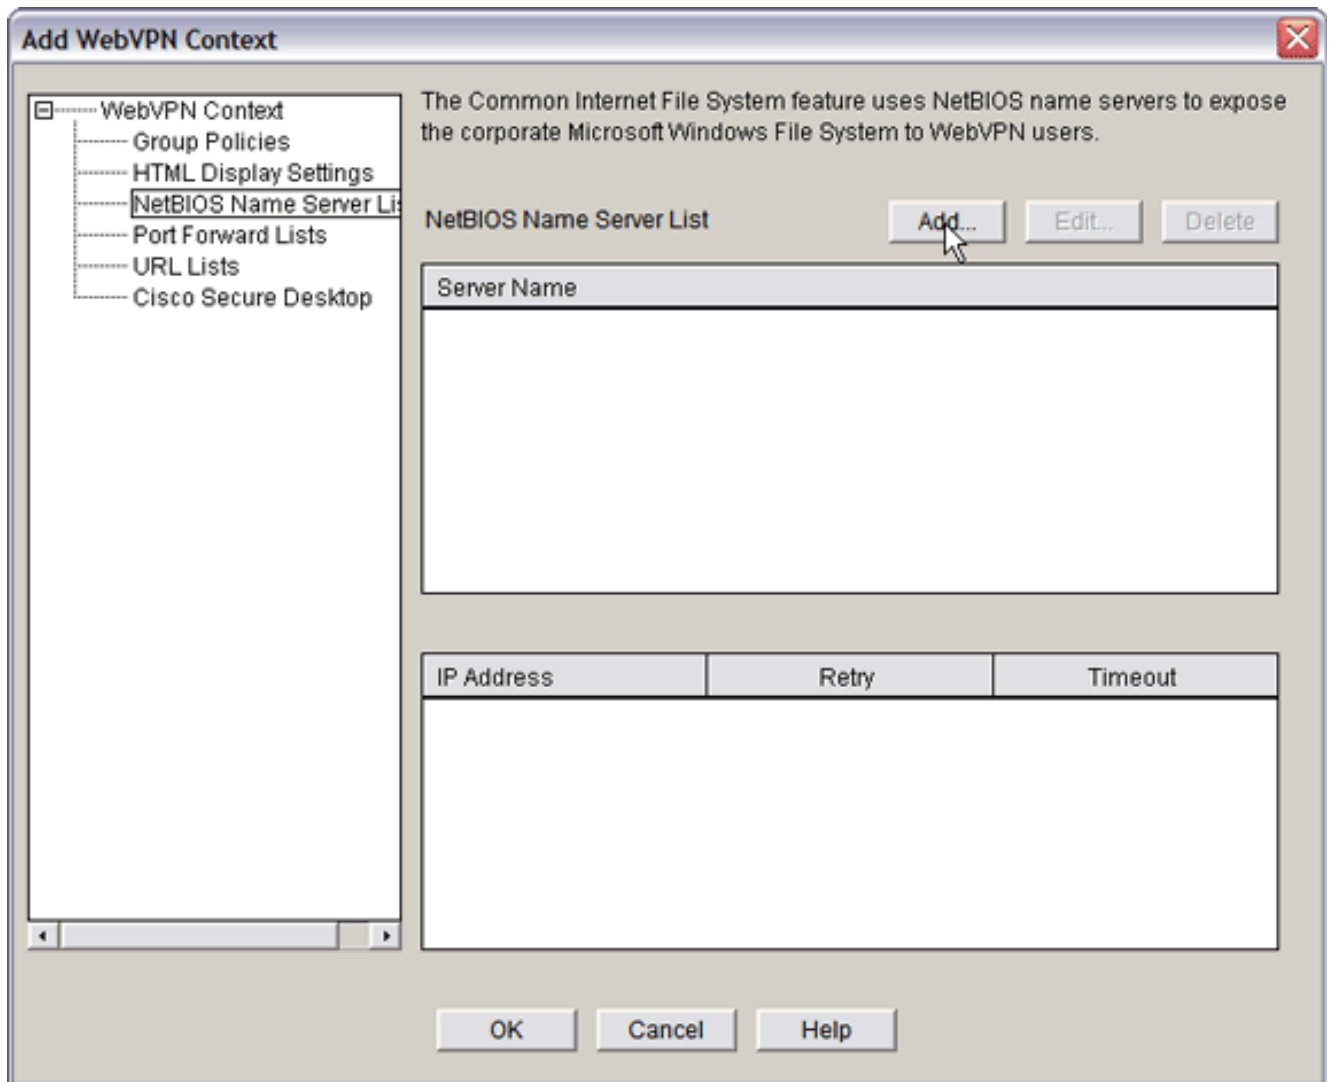 Add WebVPN Context
WebVPN Context
Group Policies
HTML Display Settings
NetBIOS Name Server Lis
Port Forward Lists
URL Lists
Cisco Secure Desktop
The Common Internet File System feature uses NetBIOS name servers to expose
the corporate Microsoft Windows File System to WebVPN users.
NetBIOS Name Server List
Add...
Edit...
Delete
Server Name
IP Address
Retry
Timeout
OK
Cancel
Help